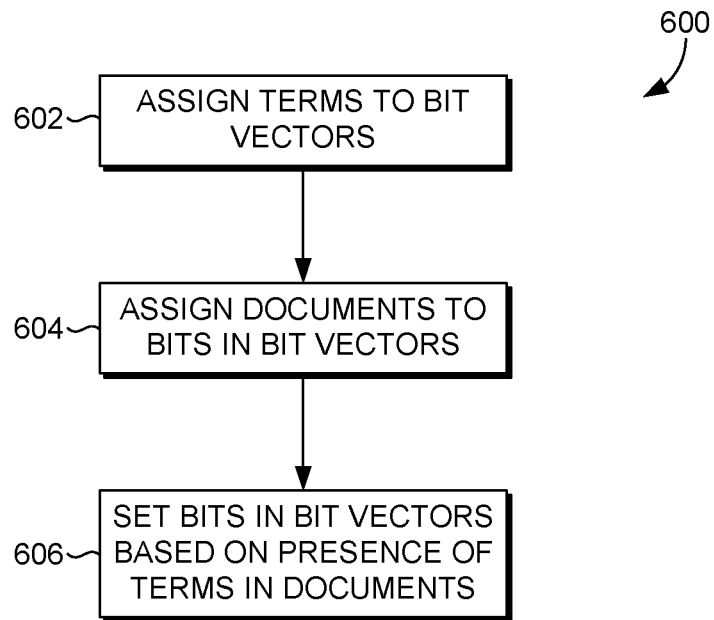 600
602
ASSIGN TERMS TO BIT
VECTORS
604
ASSIGN DOCUMENTS TO
BITS IN BIT VECTORS
606
SET BITS IN BIT VECTORS
BASED ON PRESENCE OF
TERMS IN DOCUMENTS